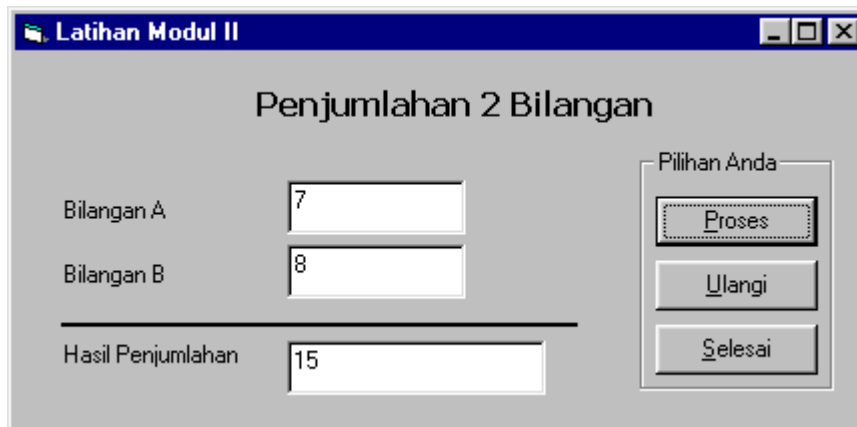 Latihan Modul II
Penjumlahan 2 Bilangan
Bilangan A 7
Bilangan B 8
Hasil Penjumlahan 15
Pilihan Anda
Proses
Ulangi
Selesai